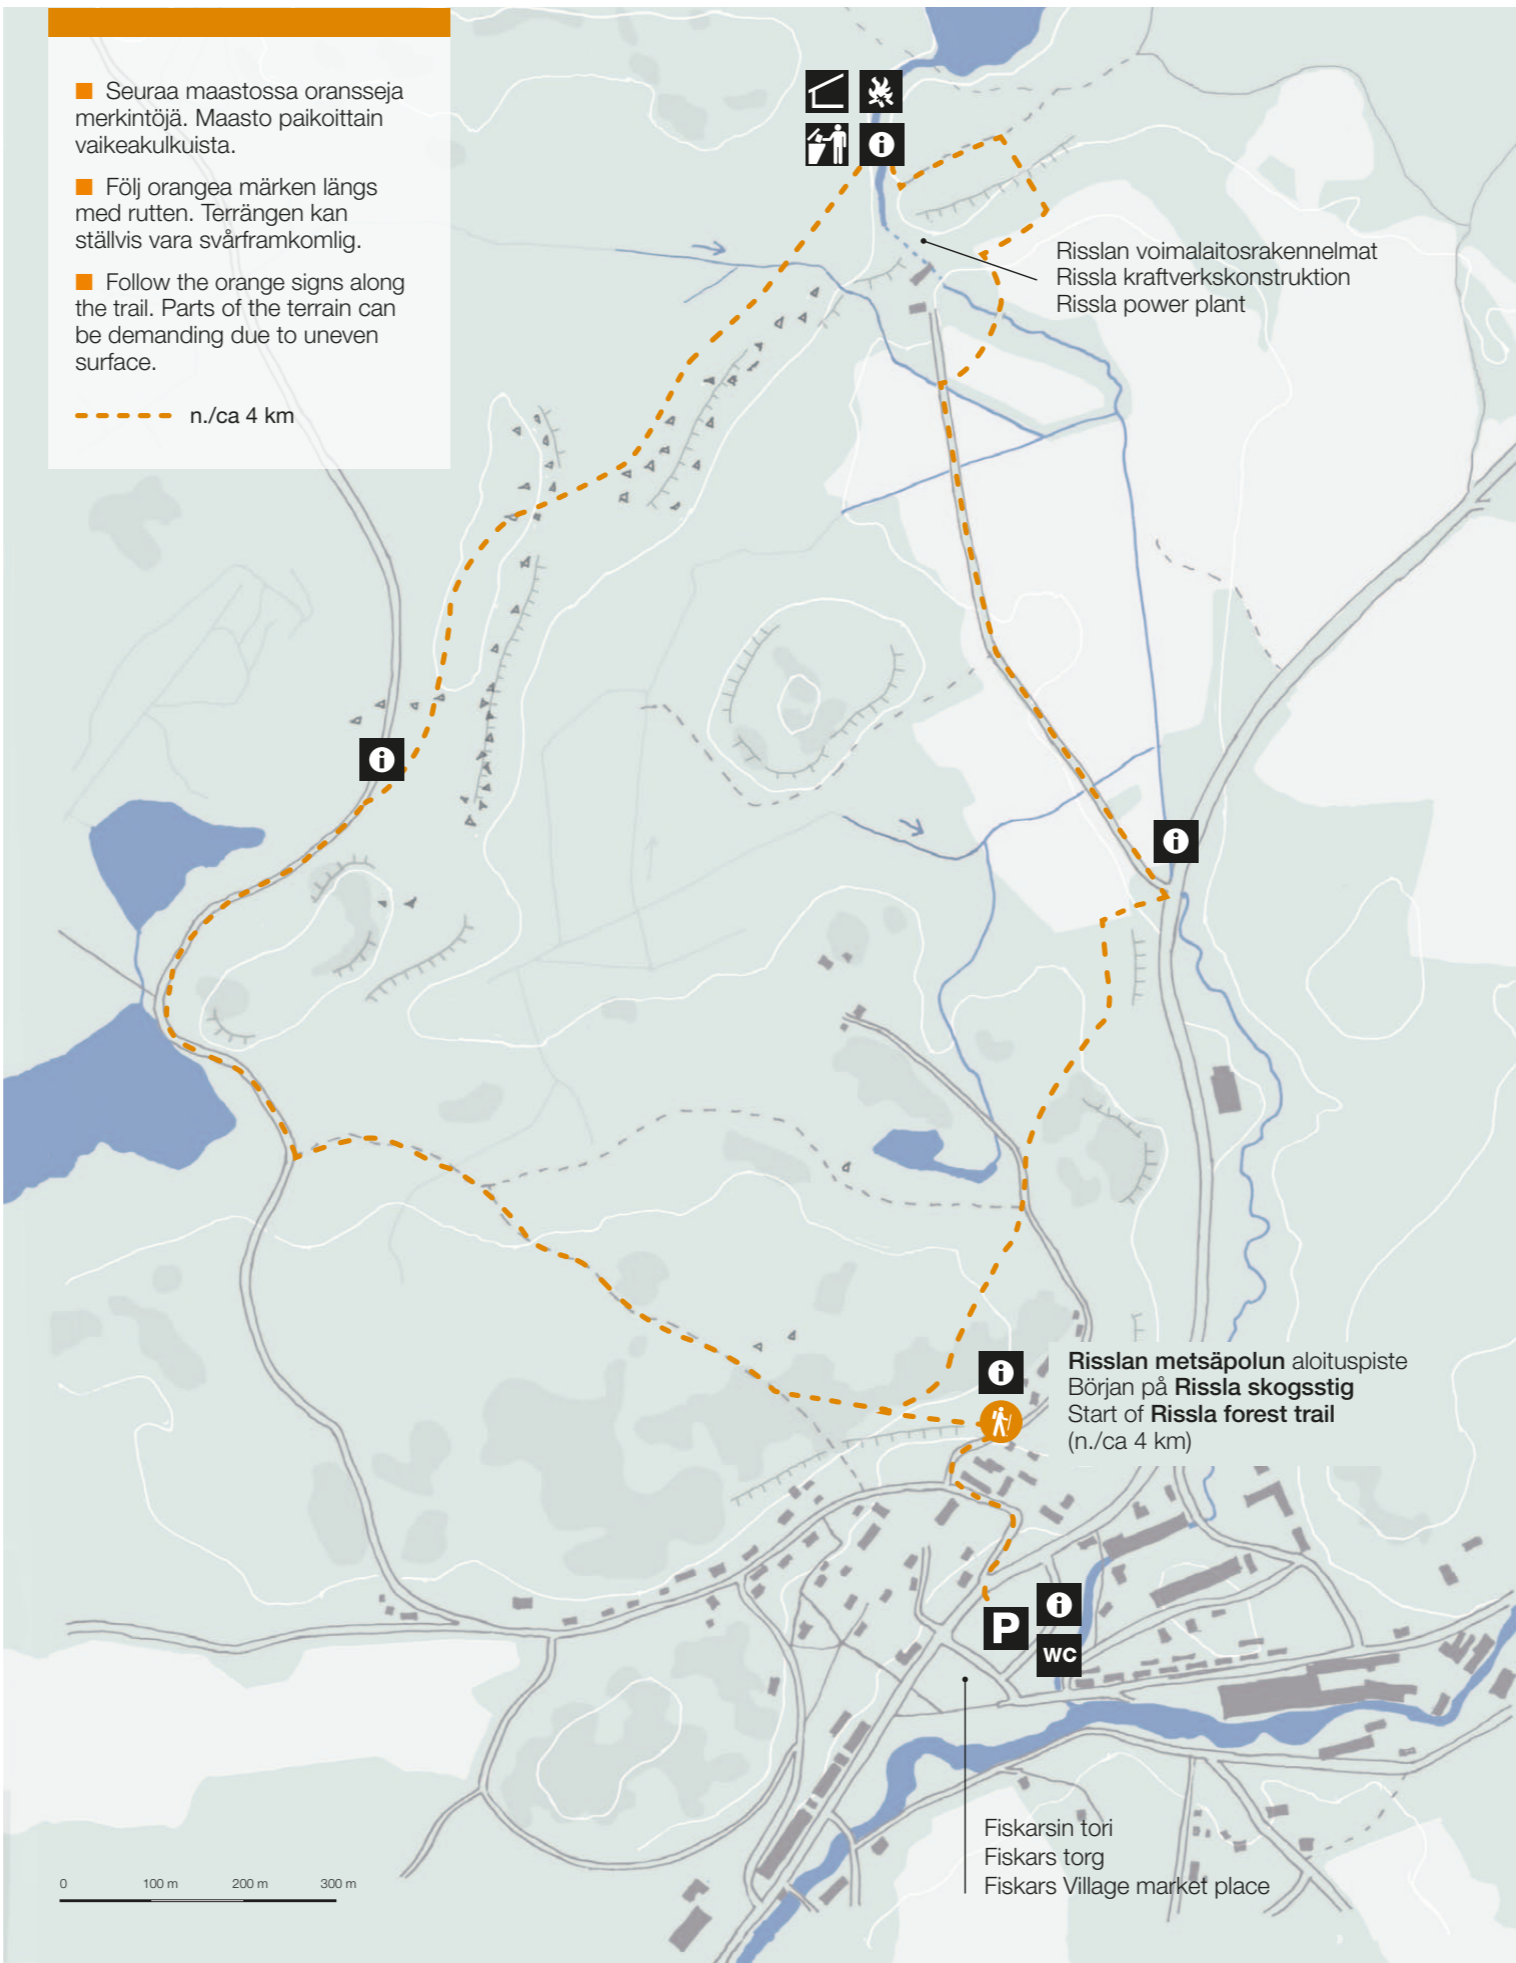 Seuraa maastossa oransseja
merkintöjä. Maasto paikoittain
vaikeakulkuista.
Följ orangea märken längs
med rutten. Terrängen kan
ställvis vara svårframkomlig.
Follow the orange signs along
the trail. Parts of the terrain can
be demanding due to uneven
surface.
n./ca 4 km
Risslan voimalaitosrakennelmat
Rissla kraftverkskonstruktion
Rissla power plant
Risslan metsäpolun aloituspiste
Början på Rissla skogsstig
Start of Rissla forest trail
(n./ca 4 km)
P
WC
Fiskarsin tori
Fiskars torg
Fiskars Village market place
0 100 m 200 m 300 m